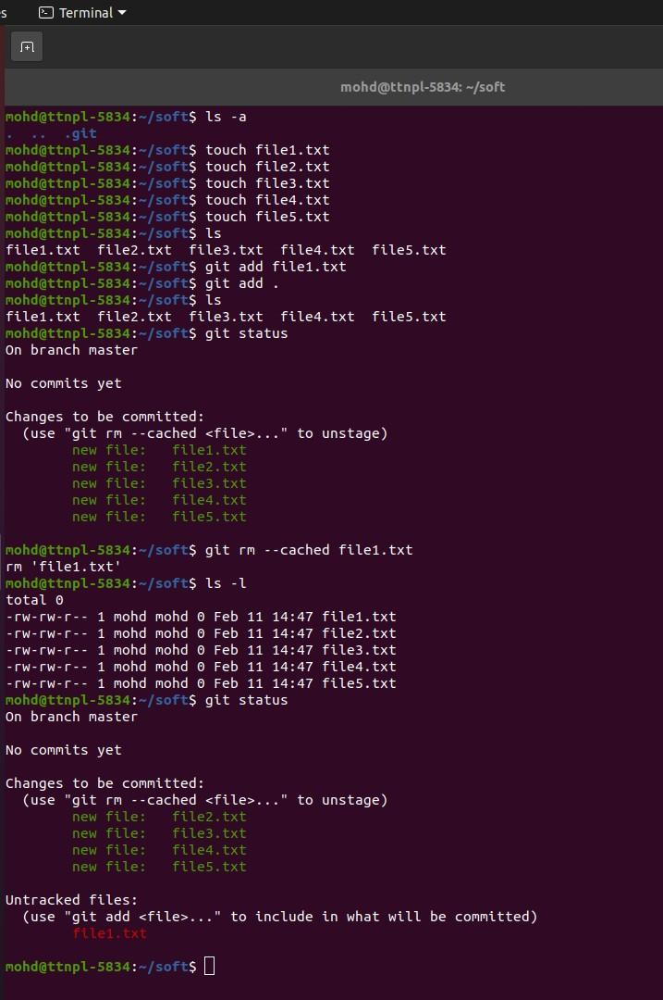 s Terminal
mohd@ttnpl-5834: ~/soft
mohd@ttnpl-5834:~/soft$ ls -a
.  ..  .git
mohd@ttnpl-5834:~/soft$ touch file1.txt
mohd@ttnpl-5834:~/soft$ touch file2.txt
mohd@ttnpl-5834:~/soft$ touch file3.txt
mohd@ttnpl-5834:~/soft$ touch file4.txt
mohd@ttnpl-5834:~/soft$ touch file5.txt
mohd@ttnpl-5834:~/soft$ ls
file1.txt  file2.txt  file3.txt  file4.txt  file5.txt
mohd@ttnpl-5834:~/soft$ git add file1.txt
mohd@ttnpl-5834:~/soft$ git add .
mohd@ttnpl-5834:~/soft$ ls
file1.txt  file2.txt  file3.txt  file4.txt  file5.txt
mohd@ttnpl-5834:~/soft$ git status
On branch master
No commits yet
Changes to be committed:
  (use "git rm --cached <file>..." to unstage)
        new file:   file1.txt
        new file:   file2.txt
        new file:   file3.txt
        new file:   file4.txt
        new file:   file5.txt
mohd@ttnpl-5834:~/soft$ git rm --cached file1.txt
rm 'file1.txt'
mohd@ttnpl-5834:~/soft$ ls -l
total 0
-rw-rw-r-- 1 mohd mohd 0 Feb 11 14:47 file1.txt
-rw-rw-r-- 1 mohd mohd 0 Feb 11 14:47 file2.txt
-rw-rw-r-- 1 mohd mohd 0 Feb 11 14:47 file3.txt
-rw-rw-r-- 1 mohd mohd 0 Feb 11 14:47 file4.txt
-rw-rw-r-- 1 mohd mohd 0 Feb 11 14:47 file5.txt
mohd@ttnpl-5834:~/soft$ git status
On branch master
No commits yet
Changes to be committed:
  (use "git rm --cached <file>..." to unstage)
        new file:   file2.txt
        new file:   file3.txt
        new file:   file4.txt
        new file:   file5.txt
Untracked files:
  (use "git add <file>..." to include in what will be committed)
        file1.txt
mohd@ttnpl-5834:~/soft$